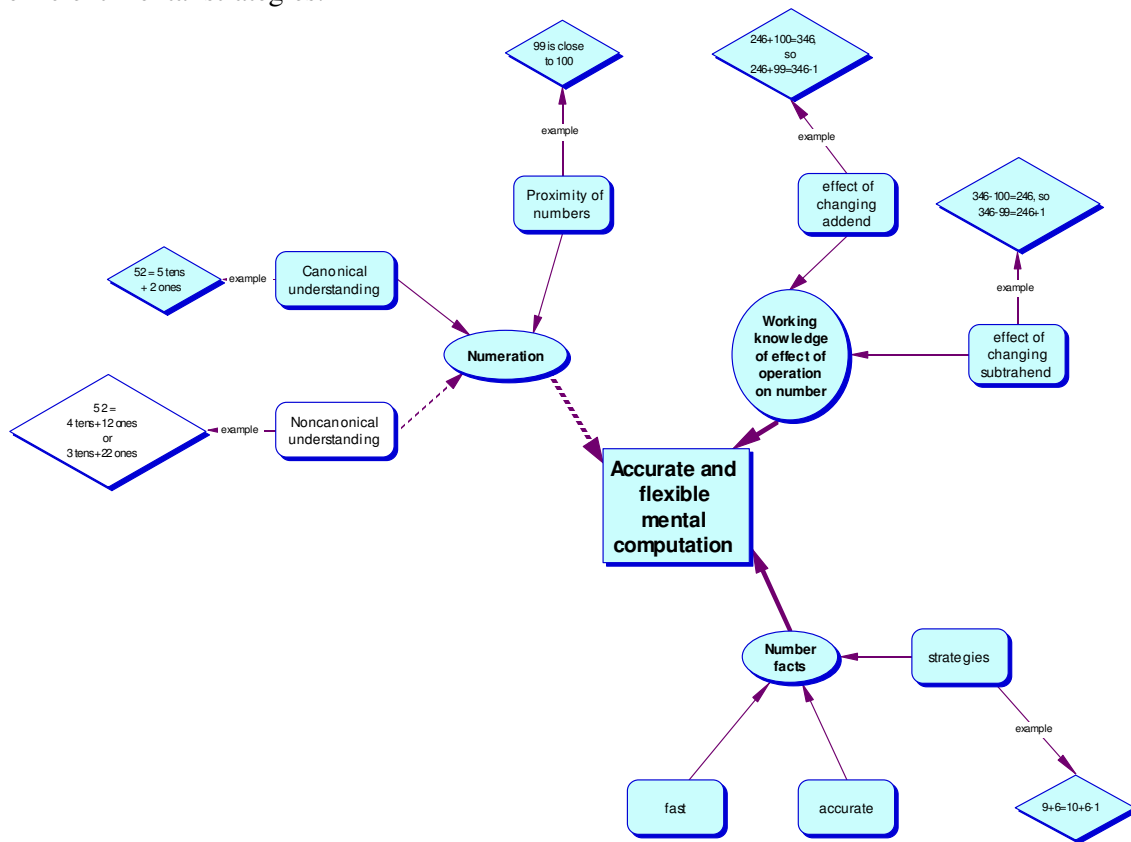 99 is close
to 100
246+100=346,
so
246+99=346-1
example
example
Proximity of
numbers
effect of
changing
addend
346-100=246, so
346-99=246+1
52 = 5 tens
+ 2 ones
example
Canonical
understanding
example
Numeration
Working
knowledge
of effect of
operation
on number
effect of
changing
subtrahend
52 =
4 tens+12 ones
or
3 tens+22 ones
example
Noncanonical
understanding
Accurate and
flexible
mental
computation
Number
facts
strategies
example
fast
accurate
9+6=10+6-1